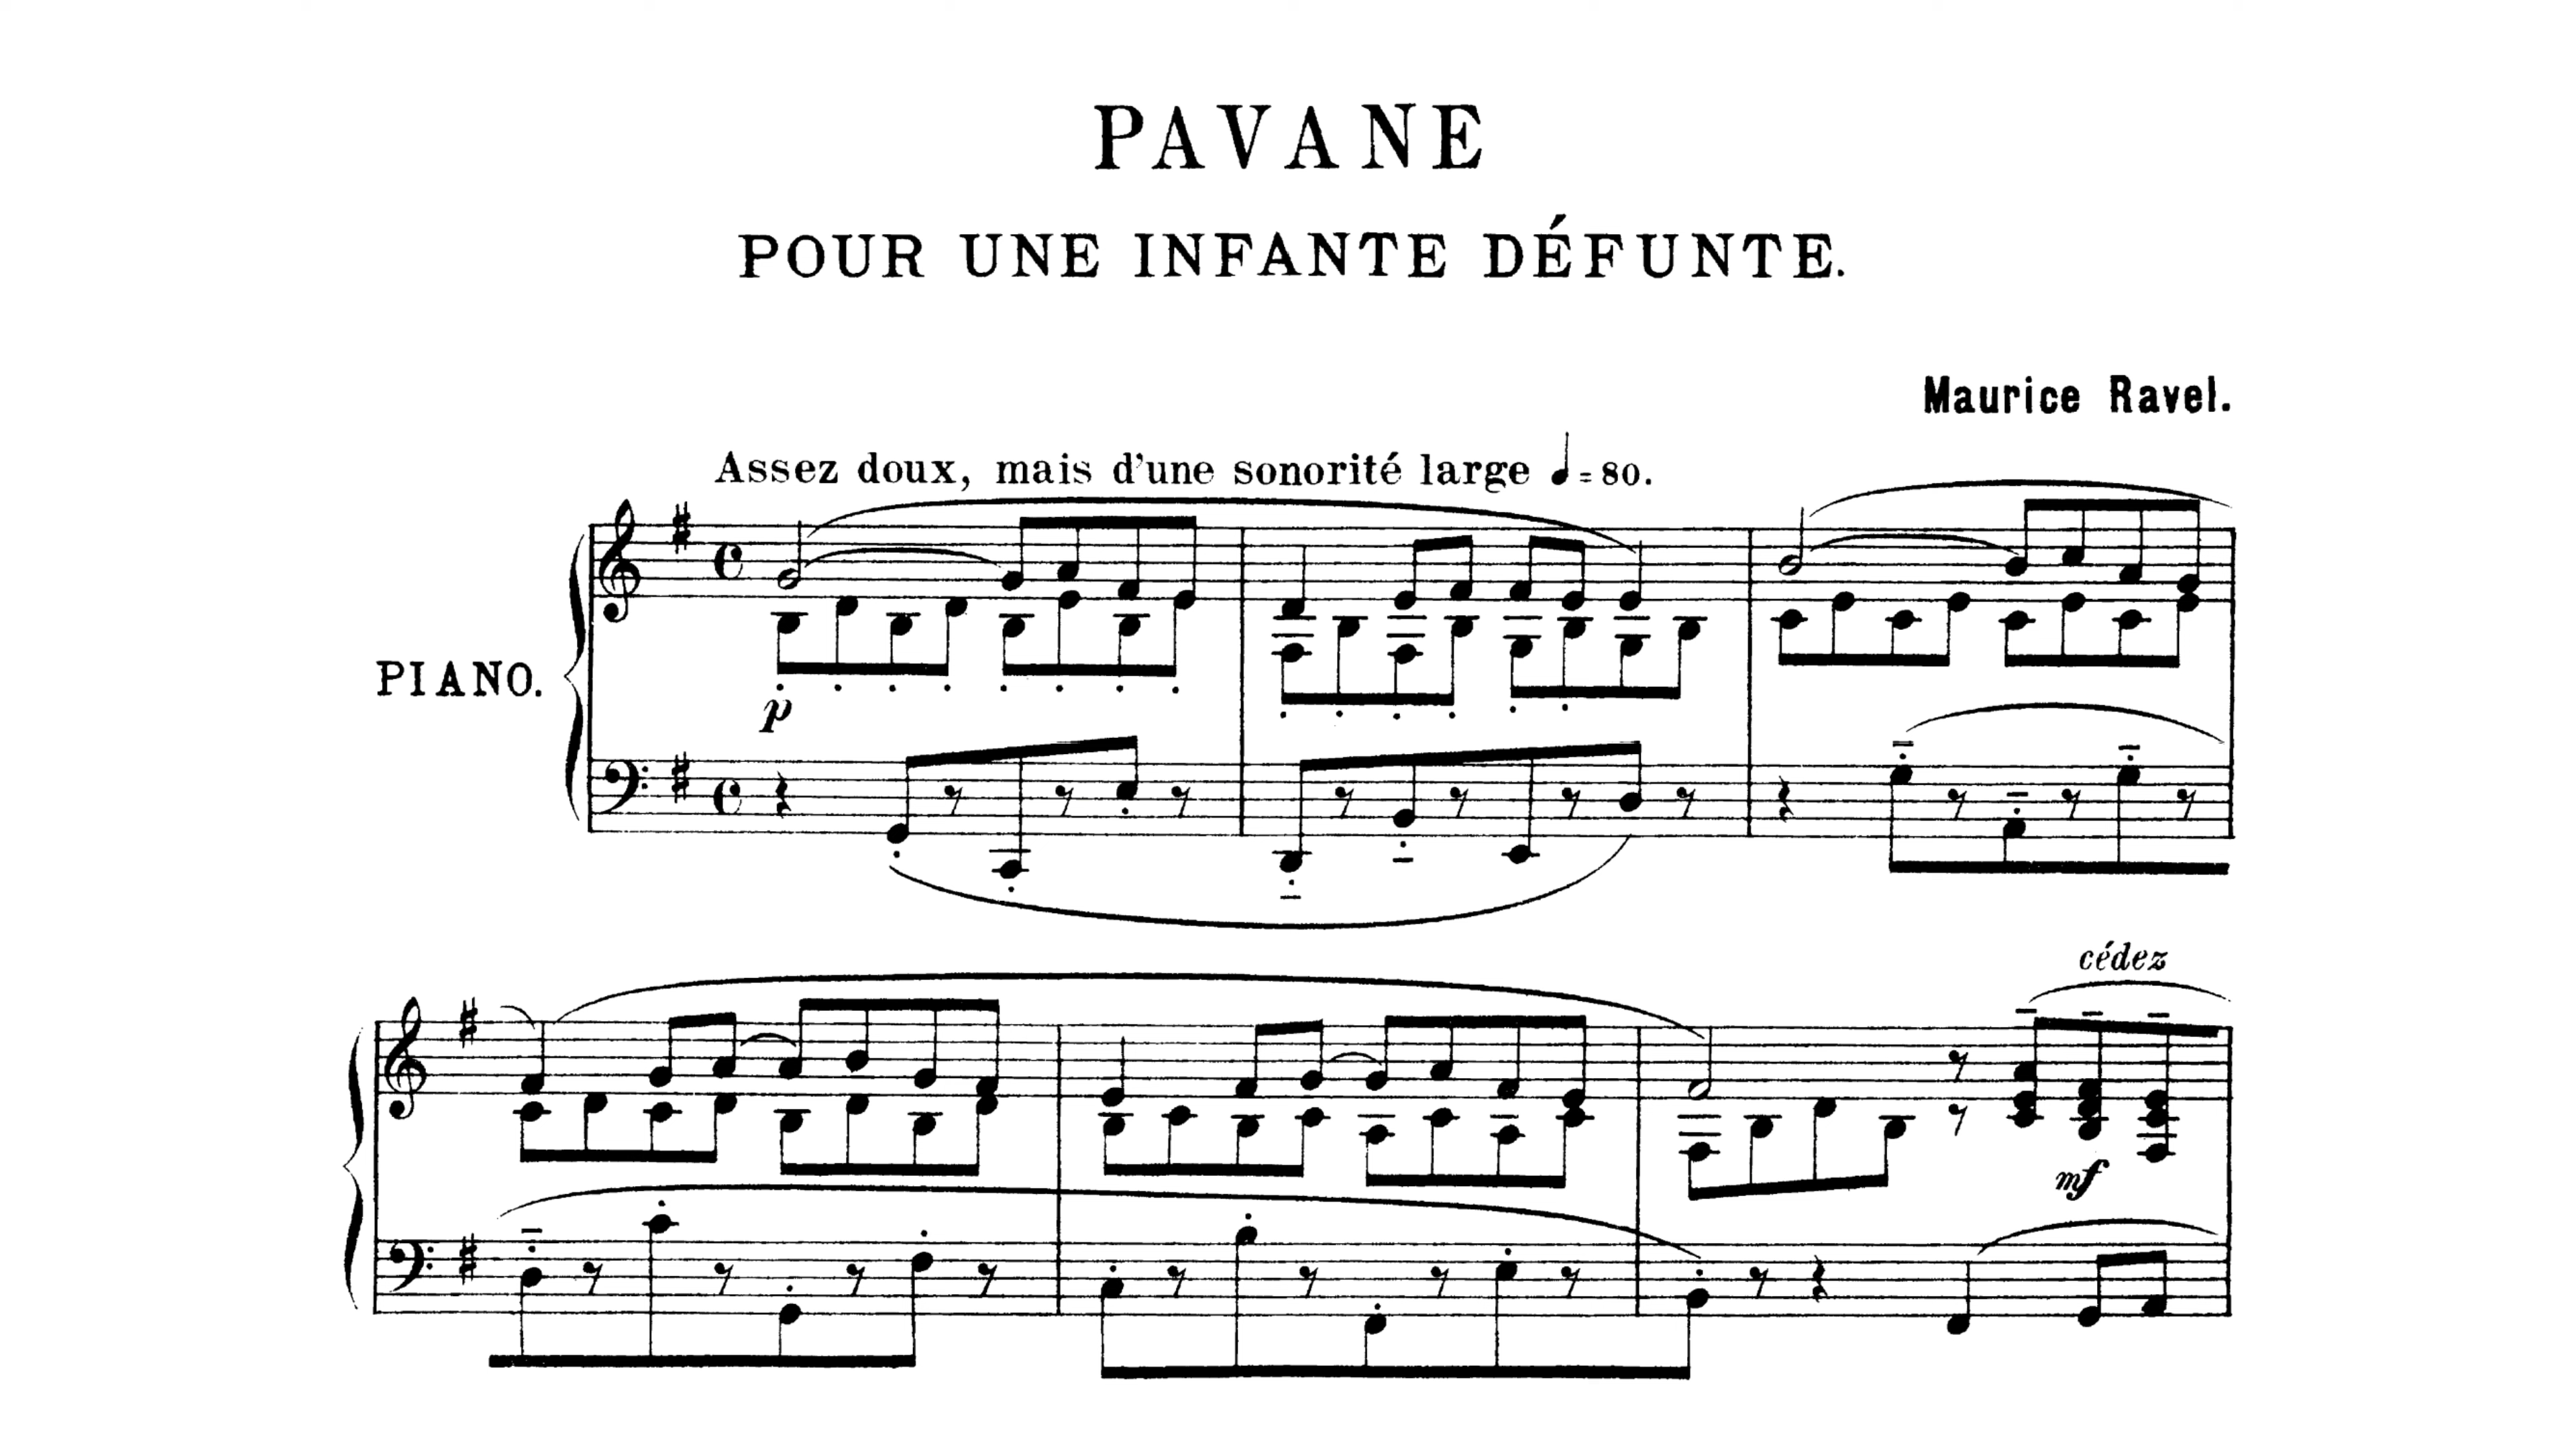 PAVANE
POUR UNE INFANTE DÉFUNTE.
Maurice Ravel.
Assez doux, mais d'une sonorité large ♩=80.
PIANO.
p
cédez
mf